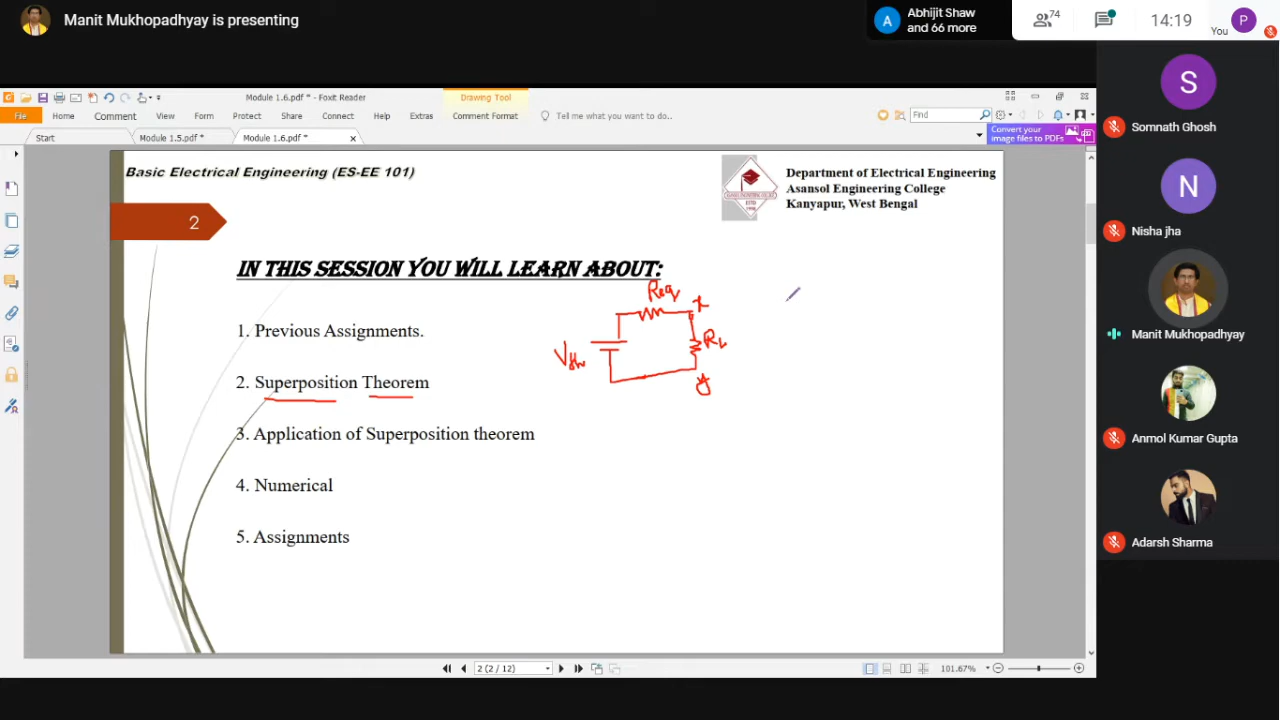 Manit Mukhopadhyay is presenting
A
Abhijit Shaw
and 66 more
74
14:19
You
P
Module 1.6.pdf * - Foxit Reader
Drawing Tool
File
Home
Comment
View
Form
Protect
Share
Connect
Help
Extras
Comment Format
Tell me what you want to do...
Find
Start
Module 1.5.pdf *
Module 1.6.pdf *
Convert your
image files to PDFs
Basic Electrical Engineering (ES-EE 101)
Department of Electrical Engineering
Asansol Engineering College
Kanyapur, West Bengal
2
IN THIS SESSION YOU WILL LEARN ABOUT:
Req
x
1. Previous Assignments.
Vth
RL
2. Superposition Theorem
y
3. Application of Superposition theorem
4. Numerical
5. Assignments
2 (2 / 12)
101.67%
S
Somnath Ghosh
N
Nisha jha
Manit Mukhopadhyay
Anmol Kumar Gupta
Adarsh Sharma